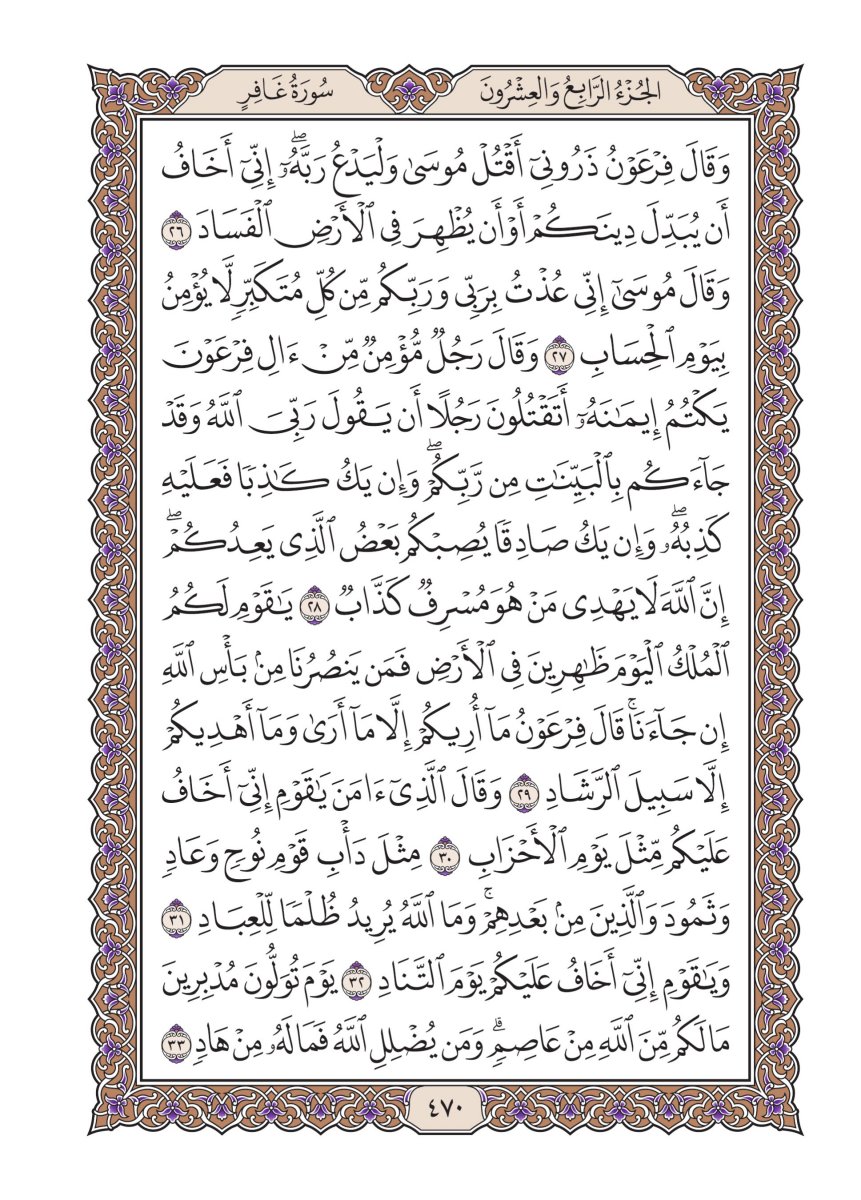 الجُزْءُ الرَّابِعُ وَالعِشْرُونَ
سُورَةُ غَافِرٍ
وَقَالَ فِرْعَوْنُ ذَرُونِىٓ أَقْتُلْ مُوسَىٰ وَلْيَدْعُ رَبَّهُۥٓۖ إِنِّىٓ أَخَافُ
أَن يُبَدِّلَ دِينَكُمْ أَوْ أَن يُظْهِرَ فِى ٱلْأَرْضِ ٱلْفَسَادَ ٢٦
وَقَالَ مُوسَىٰٓ إِنِّى عُذْتُ بِرَبِّى وَرَبِّكُم مِّن كُلِّ مُتَكَبِّرٍ لَّا يُؤْمِنُ
بِيَوْمِ ٱلْحِسَابِ ٢٧ وَقَالَ رَجُلٌ مُّؤْمِنٌ مِّنْ ءَالِ فِرْعَوْنَ
يَكْتُمُ إِيمَـٰنَهُۥٓ أَتَقْتُلُونَ رَجُلًا أَن يَقُولَ رَبِّىَ ٱللَّهُ وَقَدْ
جَآءَكُم بِٱلْبَيِّنَـٰتِ مِن رَّبِّكُمْۖ وَإِن يَكُ كَـٰذِبًا فَعَلَيْهِ
كَذِبُهُۥۖ وَإِن يَكُ صَادِقًا يُصِبْكُم بَعْضُ ٱلَّذِى يَعِدُكُمْۖ
إِنَّ ٱللَّهَ لَا يَهْدِى مَنْ هُوَ مُسْرِفٌ كَذَّابٌ ٢٨ يَـٰقَوْمِ لَكُمُ
ٱلْمُلْكُ ٱلْيَوْمَ ظَـٰهِرِينَ فِى ٱلْأَرْضِ فَمَن يَنصُرُنَا مِنۢ بَأْسِ ٱللَّهِ
إِن جَآءَنَاۚ قَالَ فِرْعَوْنُ مَآ أُرِيكُمْ إِلَّا مَآ أَرَىٰ وَمَآ أَهْدِيكُمْ
إِلَّا سَبِيلَ ٱلرَّشَادِ ٢٩ وَقَالَ ٱلَّذِىٓ ءَامَنَ يَـٰقَوْمِ إِنِّىٓ أَخَافُ
عَلَيْكُم مِّثْلَ يَوْمِ ٱلْأَحْزَابِ ٣٠ مِثْلَ دَأْبِ قَوْمِ نُوحٍ وَعَادٍ
وَثَمُودَ وَٱلَّذِينَ مِنۢ بَعْدِهِمْۚ وَمَا ٱللَّهُ يُرِيدُ ظُلْمًا لِّلْعِبَادِ ٣١
وَيَـٰقَوْمِ إِنِّىٓ أَخَافُ عَلَيْكُمْ يَوْمَ ٱلتَّنَادِ ٣٢ يَوْمَ تُوَلُّونَ مُدْبِرِينَ
مَا لَكُم مِّنَ ٱللَّهِ مِنْ عَاصِمٍۗ وَمَن يُضْلِلِ ٱللَّهُ فَمَا لَهُۥ مِنْ هَادٍ ٣٣
٤٧٠